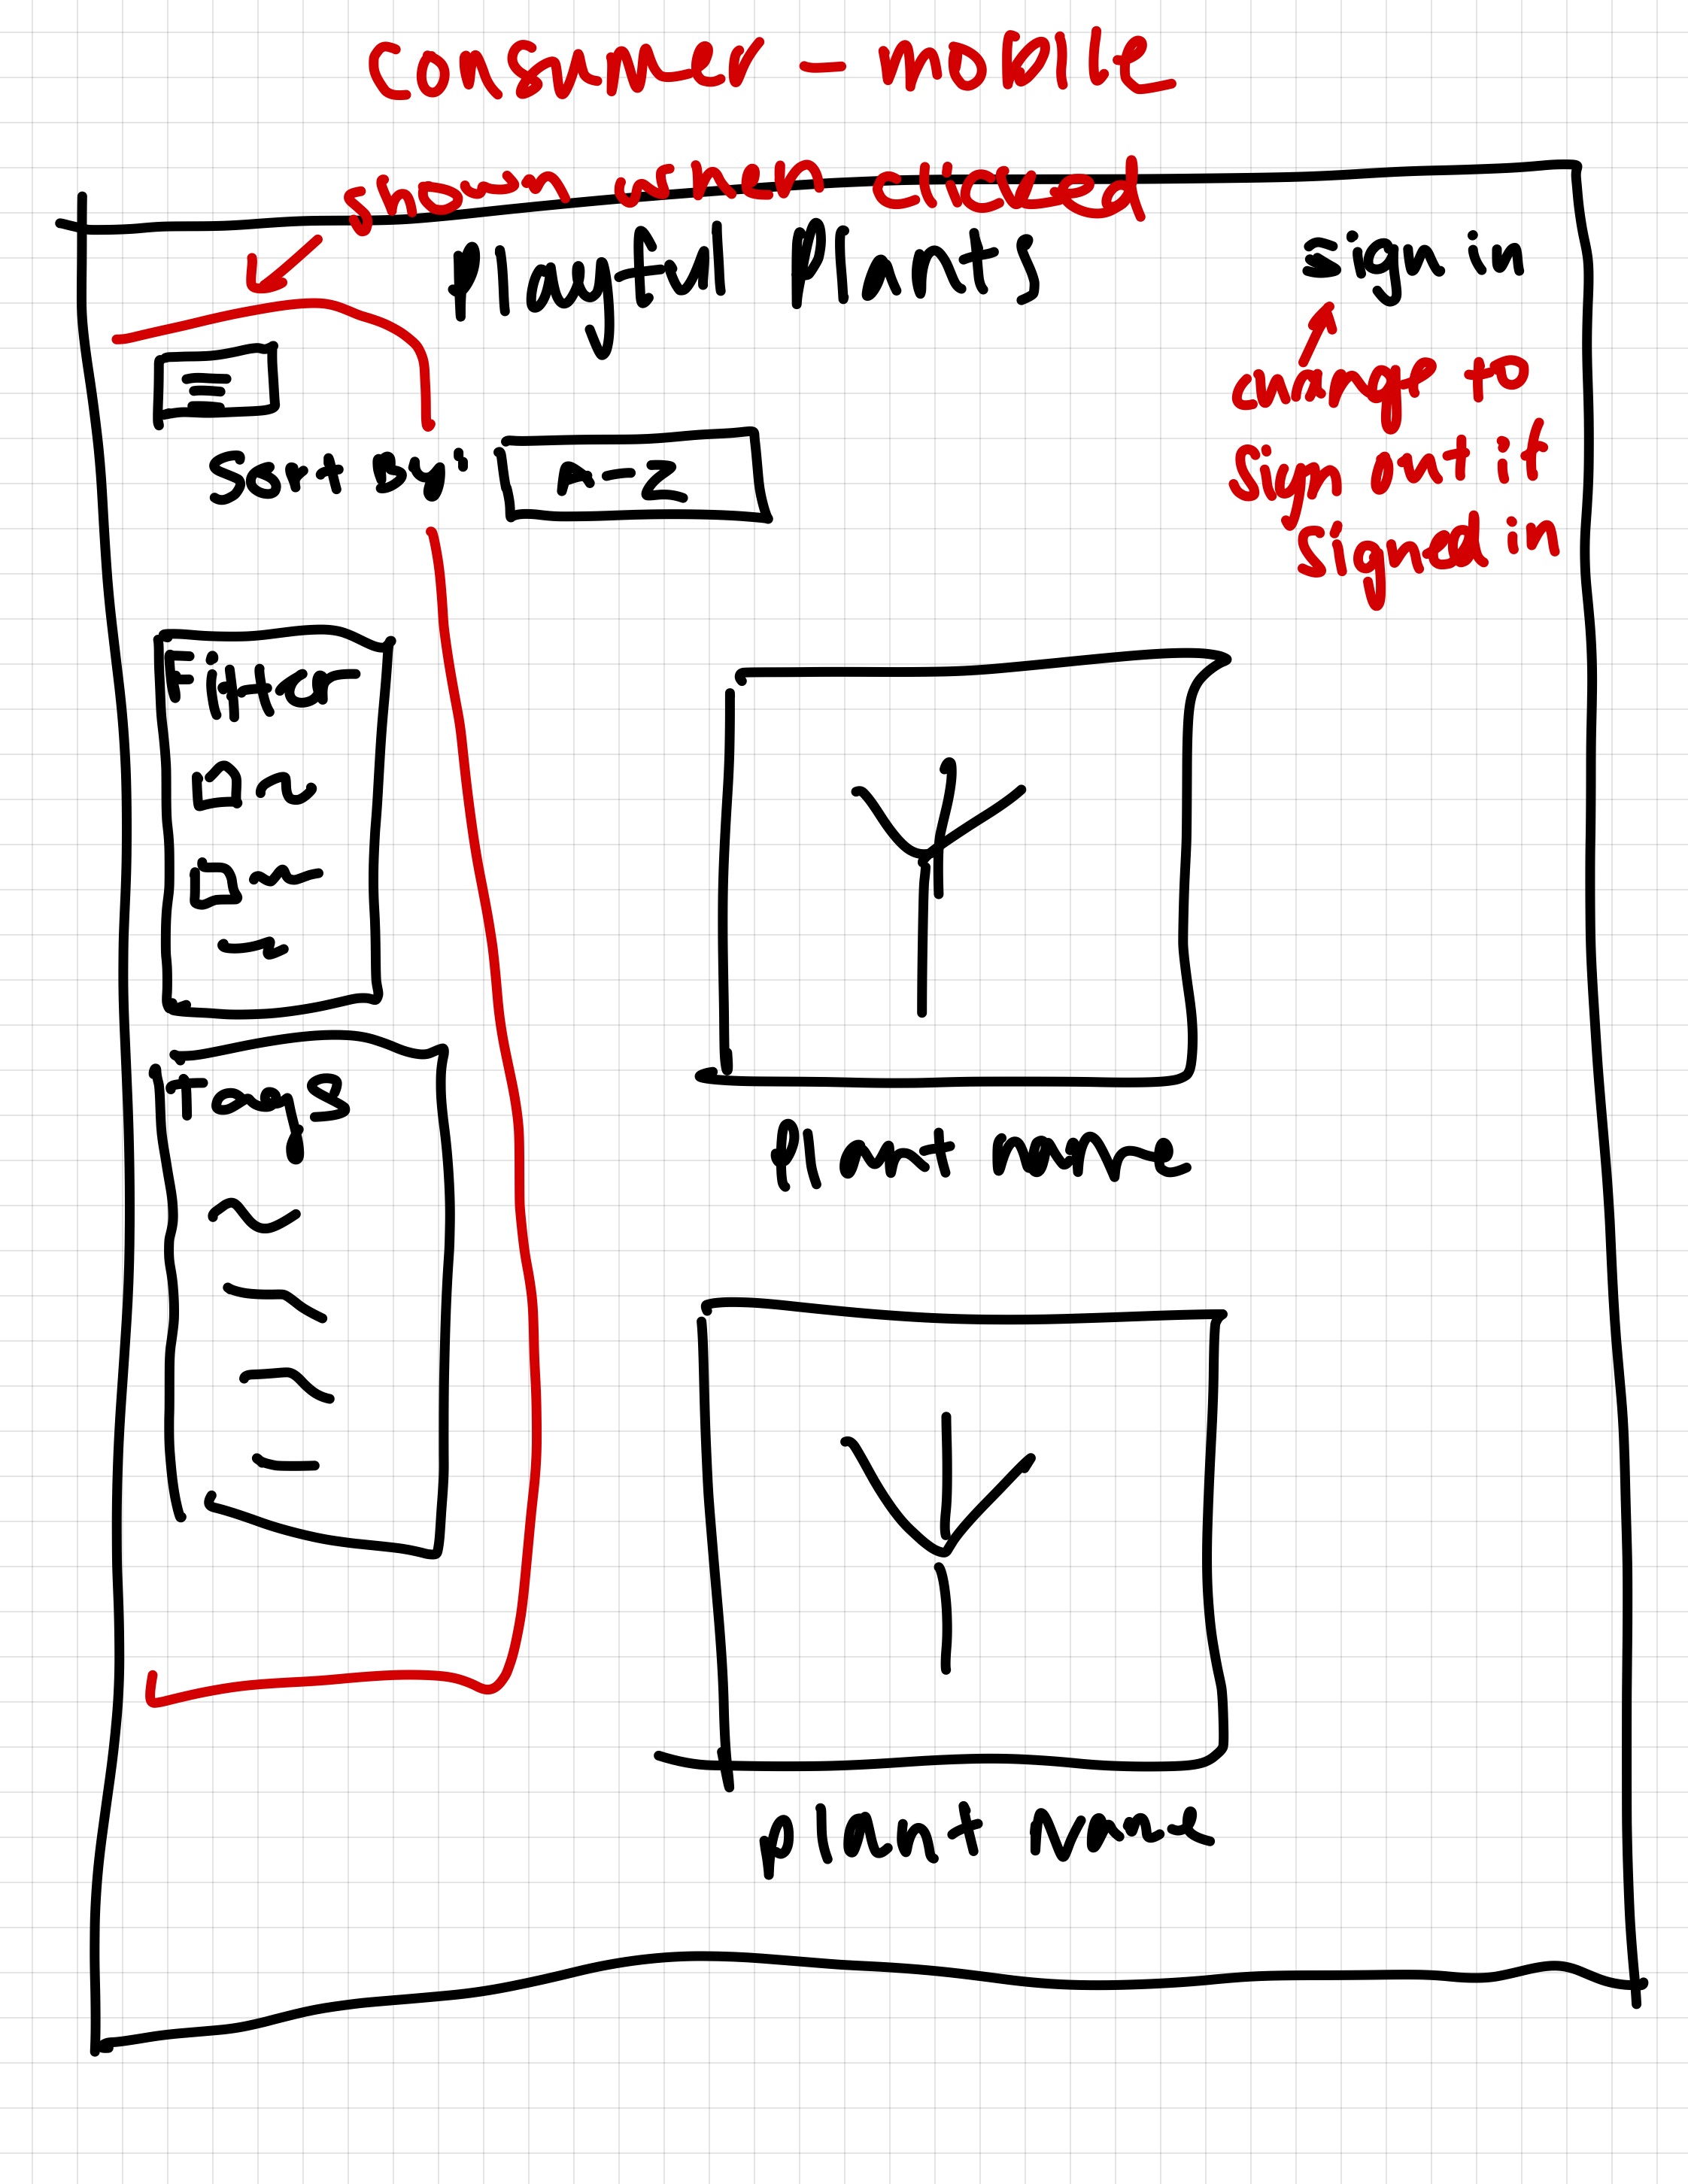 Consumer - mobile
shown when clicked
Playful Plants
Sign in
change to
sign out if
signed in
Sort by:
A-Z
Filter
Tags
Plant name
plant name